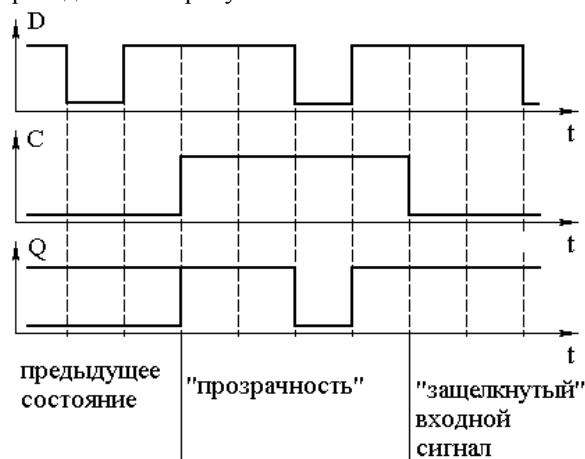 D
t
C
t
Q
t
предыдущее
состояние
"прозрачность"
"защелкнутый"
входной
сигнал